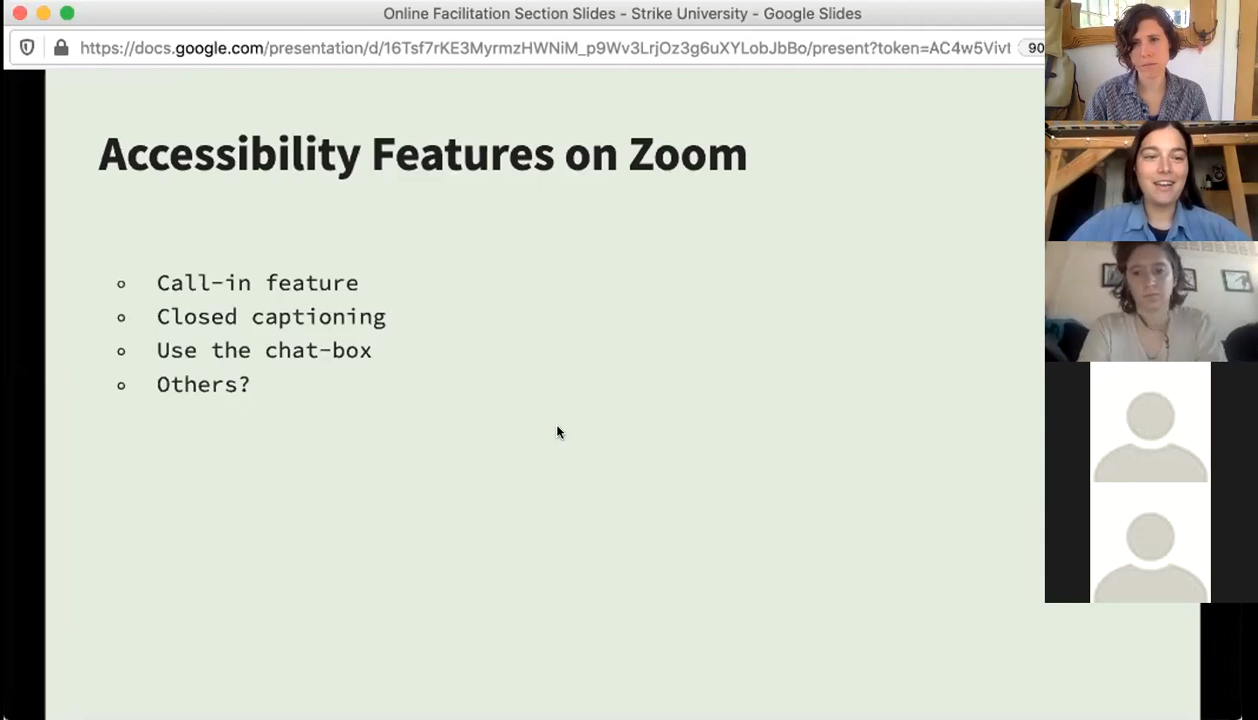 Online Facilitation Section Slides - Strike University - Google Slides
https://docs.google.com/presentation/d/16Tsf7rKE3MyrmzHWNiM_p9Wv3LrjOz3g6uXYLobJbBo/present?token=AC4w5Vivt 90
Accessibility Features on Zoom
Call-in feature
Closed captioning
Use the chat-box
Others?